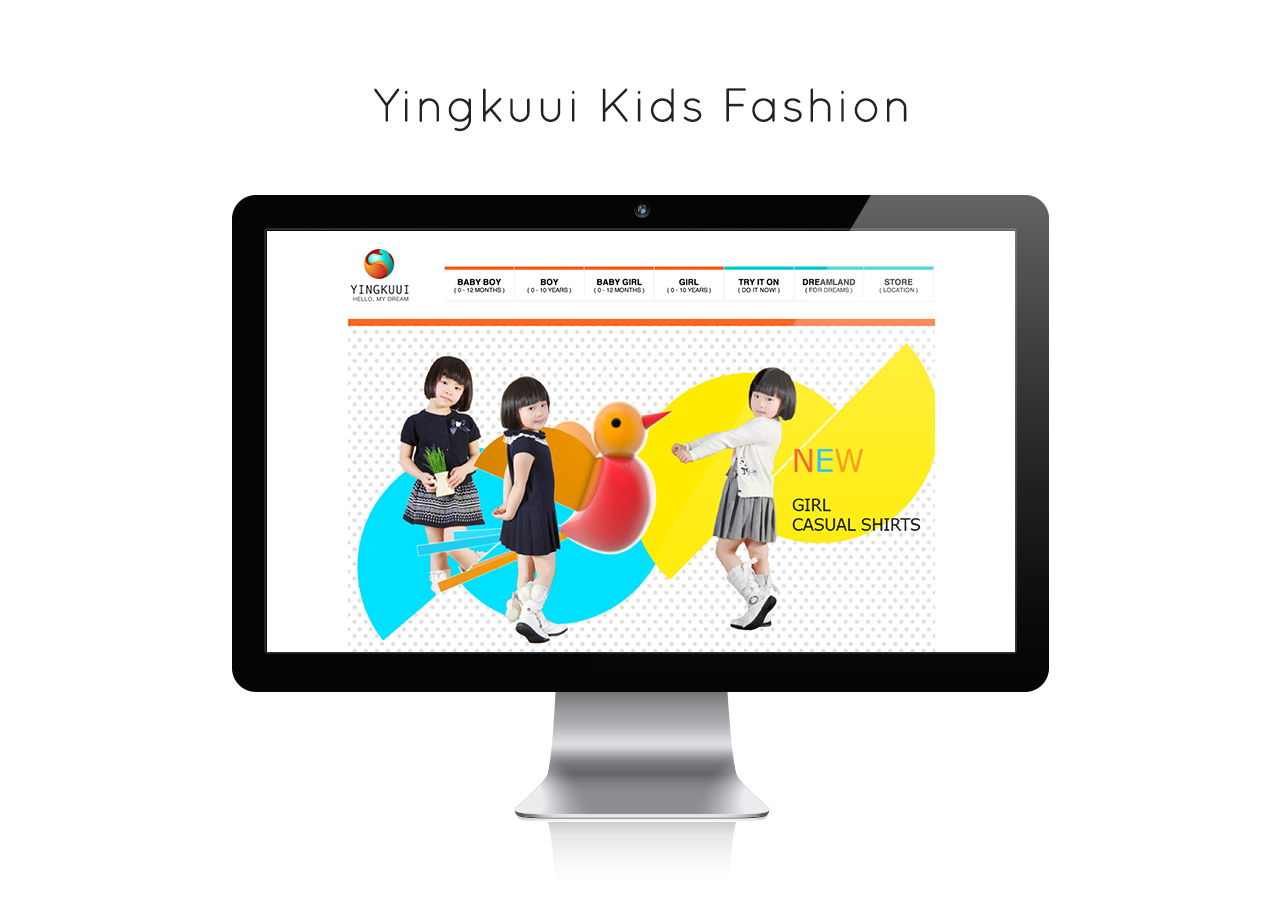 Yingkuui Kids Fashion
YINGKUUI
HELLO, MY DREAM
BABY BOY
( 0 - 12 MONTHS )
BOY
( 0 - 10 YEARS )
BABY GIRL
( 0 - 12 MONTHS )
GIRL
( 0 - 10 YEARS )
TRY IT ON
( DO IT NOW! )
DREAMLAND
( FOR DREAMS )
STORE
( LOCATION )
NEW
GIRL
CASUAL SHIRTS